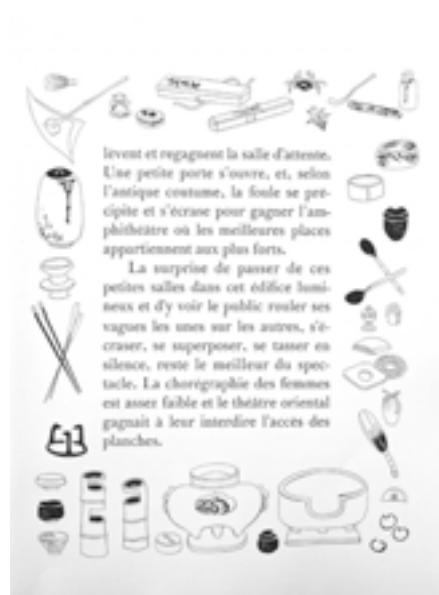 lèvent et regagnent la salle d'attente.
Une petite porte s'ouvre, et, selon
l'antique coutume, la foule se pré-
cipite et s'écrase pour gagner l'am-
phithéâtre où les meilleures places
appartiennent aux plus forts.
La surprise de passer de ces
petites salles dans cet édifice lumi-
neux et d'y voir le public rouler ses
vagues les unes sur les autres, s'é-
craser, se superposer, se tasser en
silence, reste le meilleur du spec-
tacle. La chorégraphie des femmes
est assez faible et le théâtre oriental
gagnait à leur interdire l'accès des
planches.